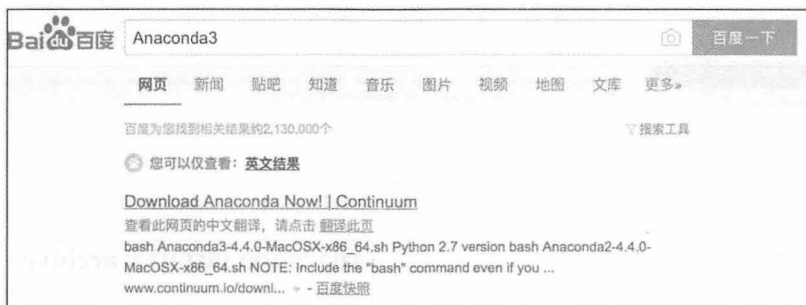 Bai du 百度 Anaconda3 百度一下
网页 新闻 贴吧 知道 音乐 图片 视频 地图 文库 更多»
百度为您找到相关结果约2,130,000个 搜索工具
您可以仅查看：英文结果
Download Anaconda Now! | Continuum
查看此网页的中文翻译，请点击 翻译此页
bash Anaconda3-4.4.0-MacOSX-x86_64.sh Python 2.7 version bash Anaconda2-4.4.0-
MacOSX-x86_64.sh NOTE: Include the "bash" command even if you ...
www.continuum.io/downl... - 百度快照